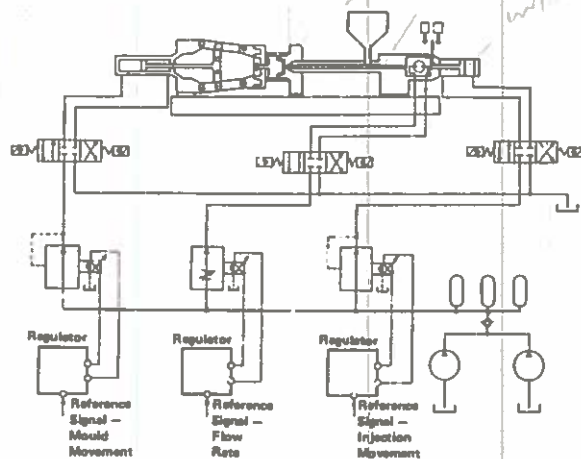 Regulator
Reference
Signal –
Mould
Movement
Regulator
Reference
Signal –
Flow
Rate
Regulator
Reference
Signal –
Injection
Movement